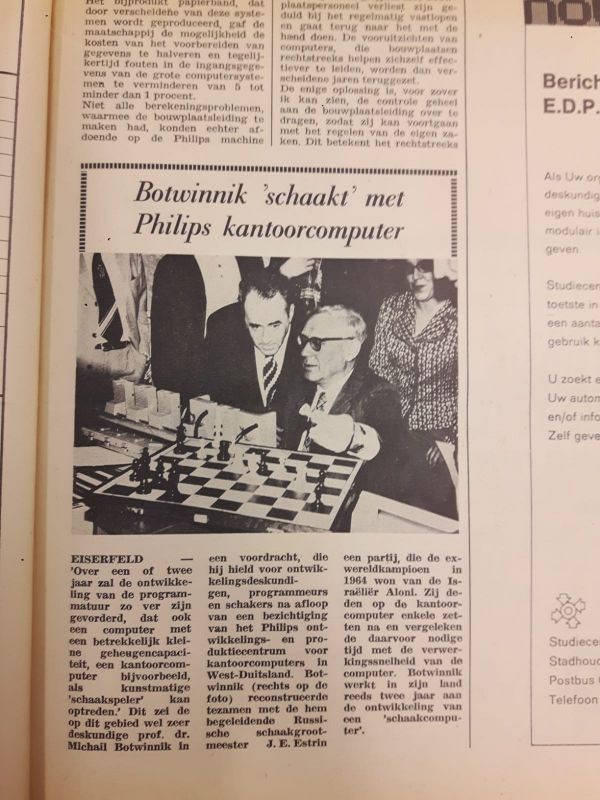 Het bijprodukt papierband, dat
door verscheidene van deze syste-
men wordt geproduceerd, gaf de
maatschappij de mogelijkheid de
kosten van het voorbereiden van
gegevens te halveren en tegelij-
kertijd fouten in de ingangsgege-
vens van de grote computersyste-
men te verminderen van 5 tot
minder dan 1 procent.
Niet alle berekeningsproblemen,
waarmee de bouwplaatsleiding te
maken had, konden echter af-
doende op de Philips machine
plaatspersoneel verliest zijn ge-
duld bij het regelmatig vastlopen
en gaat terug naar het met de
hand doen. De vooruitzichten van
computers, die bouwplaatsen
rechtstreeks helpen zichzelf effec-
tiever te leiden, worden dan ver-
scheidene jaren teruggezet.
De enige oplossing is, voor zover
ik kan zien, de controle geheel
aan de bouwplaatsleiding over te
dragen, zodat zij kan voortgaan
met het regelen van de eigen za-
ken. Dit betekent het rechtstreeks
Botwinnik 'schaakt' met
Philips kantoorcomputer
EISERFELD —
'Over een of twee
jaar zal de ontwikke-
ling van de program-
matuur zo ver zijn
gevorderd, dat ook
een computer met
een betrekkelijk klei-
ne geheugencapaci-
teit, een kantoorcom-
puter bijvoorbeeld,
als kunstmatige
'schaakspeler' kan
optreden.' Dit zei de
op dit gebied wel zeer
deskundige prof. dr.
Michail Botwinnik in
een voordracht, die
hij hield voor ontwik-
kelingsdeskundi-
gen, programmeurs
en schakers na afloop
van een bezichtiging
van het Philips ont-
wikkelings- en pro-
duktiecentrum voor
kantoorcomputers in
West-Duitsland. Bot-
winnik (rechts op de
foto) reconstrueerde
tezamen met de hem
begeleidende Russi-
sche schaakgroot-
meester J. E. Estrin
een partij, die de ex-
wereldkampioen in
1964 won van de Is-
raëliër Aloni. Zij de-
den op de kantoor-
computer enkele zet-
ten na en vergeleken
de daarvoor nodige
tijd met de verwer-
kingssnelheid van de
computer. Botwinnik
werkt in zijn land
reeds twee jaar aan
de ontwikkeling van
een 'schaakcompu-
ter'.
Berich
E.D.P.
Als Uw org
deskundig
eigen huis
modulair i
geven.
Studiecen
toetste in
een aanta
gebruik k
U zoekt e
Uw autom
en/of info
Zelf geve
Studiece
Stadhou
Postbus
Telefoon